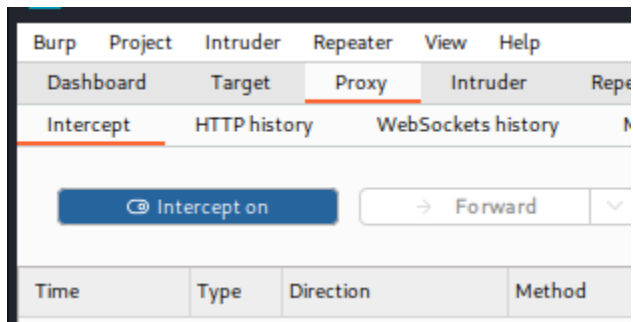 Burp Project Intruder Repeater View Help
Dashboard Target Proxy Intruder
Intercept HTTP history WebSockets history
Intercept on Forward
Time Type Direction Method